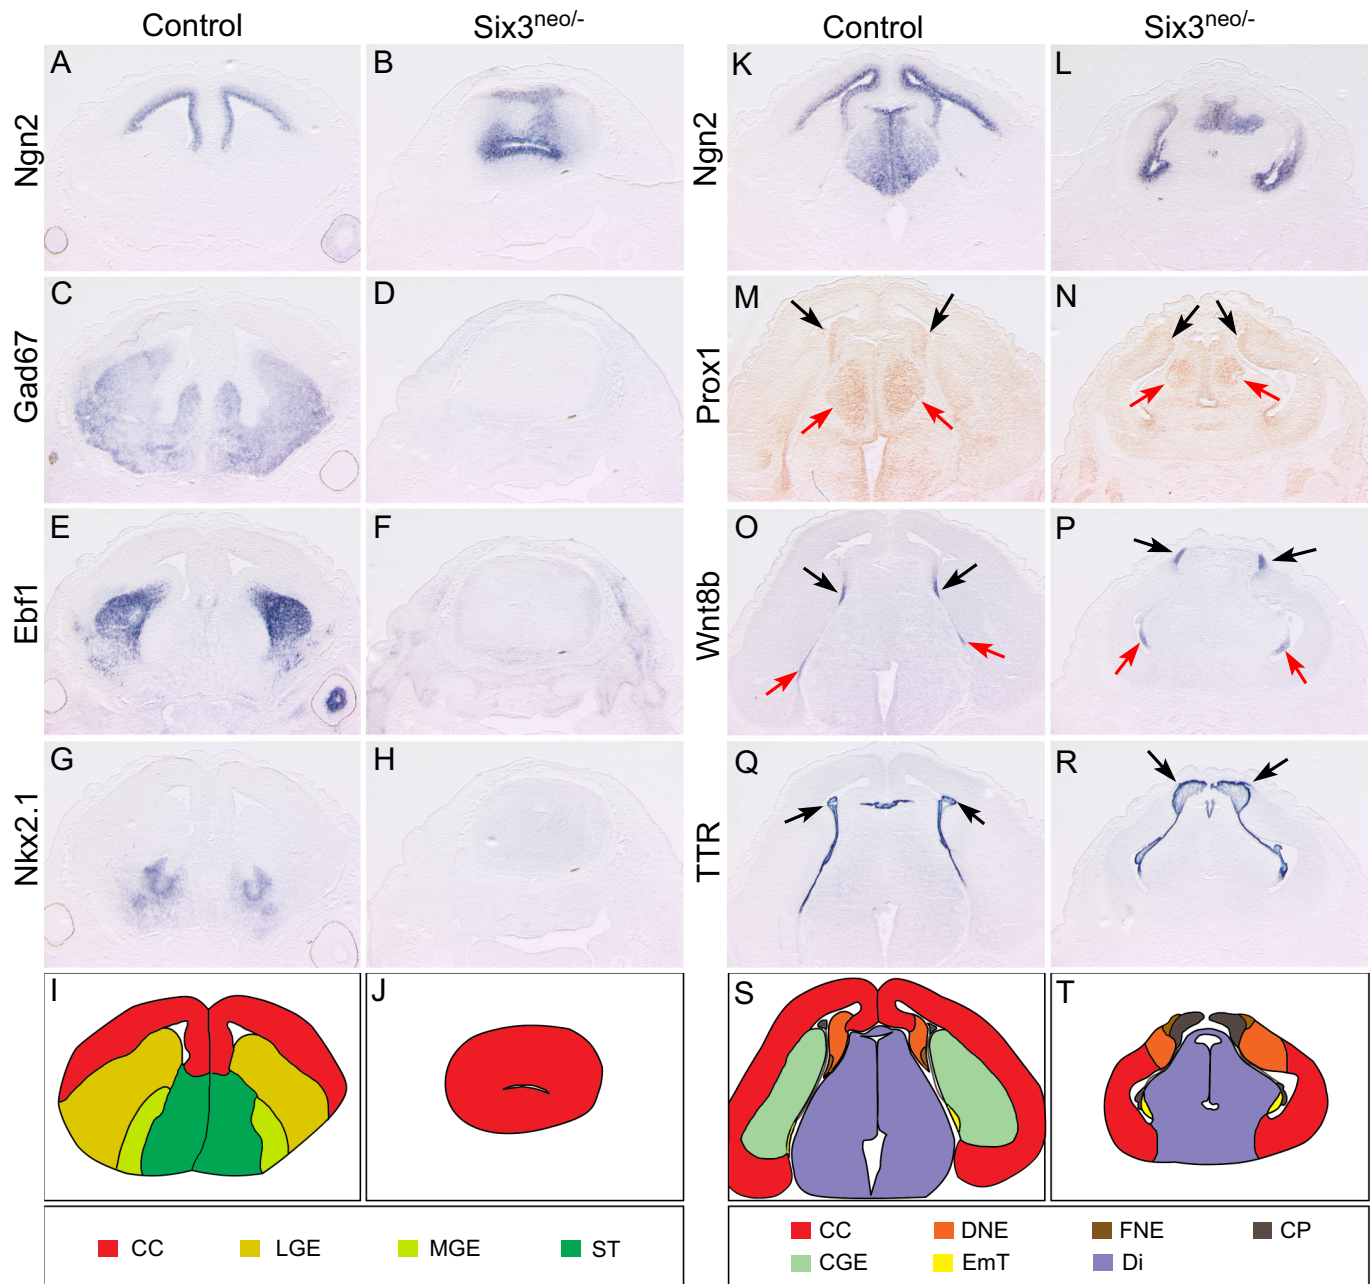 Control
Six3neo/-
Control
Six3neo/-
A
B
K
L
Ngn2
Ngn2
C
D
M
N
Gad67
Prox1
E
F
O
P
Ebf1
Wnt8b
G
H
Q
R
Nkx2.1
TTR
I
J
S
T
CC
LGE
MGE
ST
CC
DNE
FNE
CP
CGE
EmT
Di